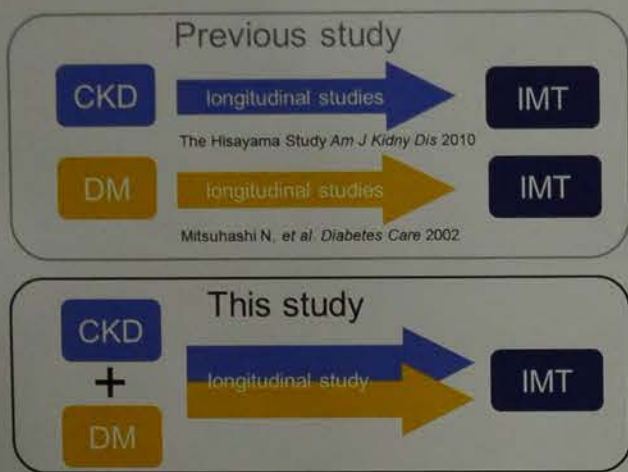 Previous study
CKD
longitudinal studies
IMT
The Hisayama Study Am J Kidny Dis 2010
DM
longitudinal studies
IMT
Mitsuhashi N, et al. Diabetes Care 2002
This study
CKD
+
DM
longitudinal study
IMT